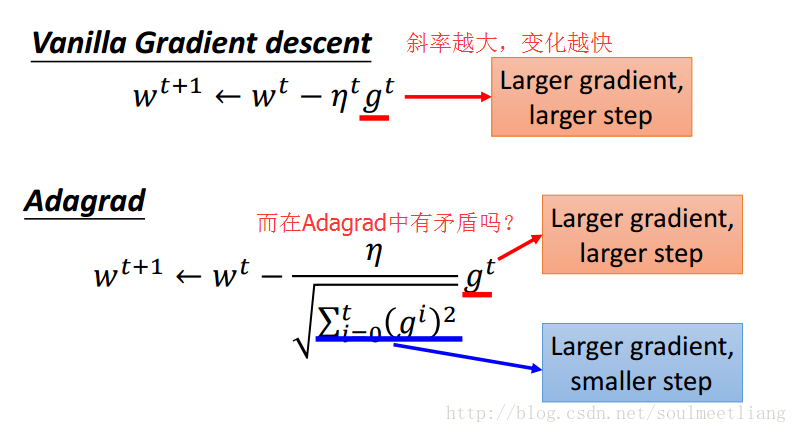 Vanilla Gradient descent
斜率越大，变化越快
w^{t+1} ← w^t − η^t g^t
Larger gradient,
larger step
Adagrad
而在Adagrad中有矛盾吗？
w^{t+1} ← w^t − \frac{η}{\sqrt{∑_{i=0}^{t}(g^i)^2}} g^t
Larger gradient,
larger step
Larger gradient,
smaller step
http://blog.csdn.net/soulmeetliang